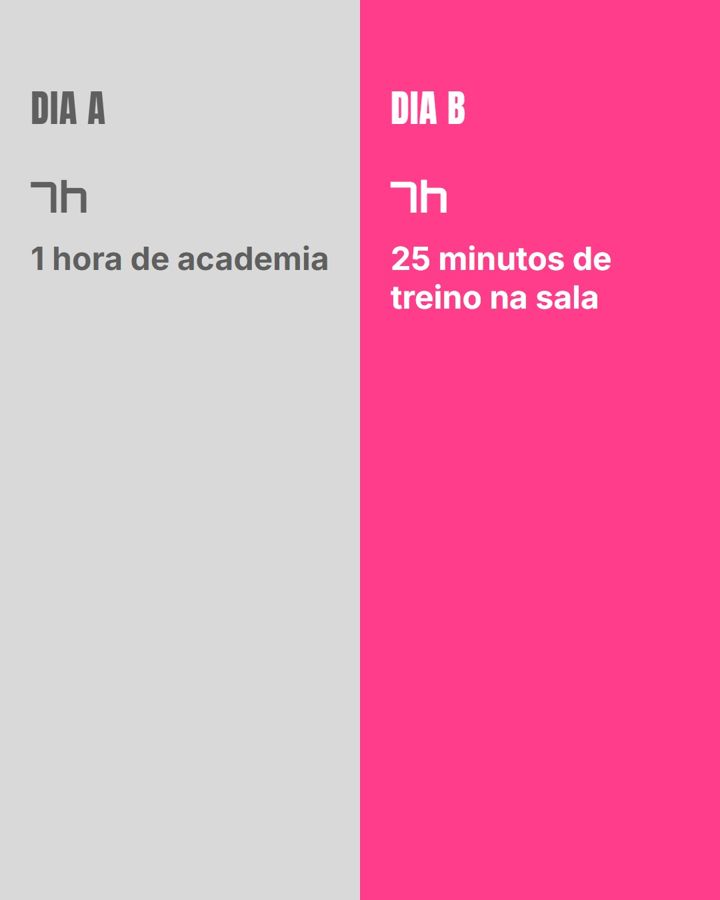 DIA A
7h
1 hora de academia
DIA B
7h
25 minutos de
treino na sala